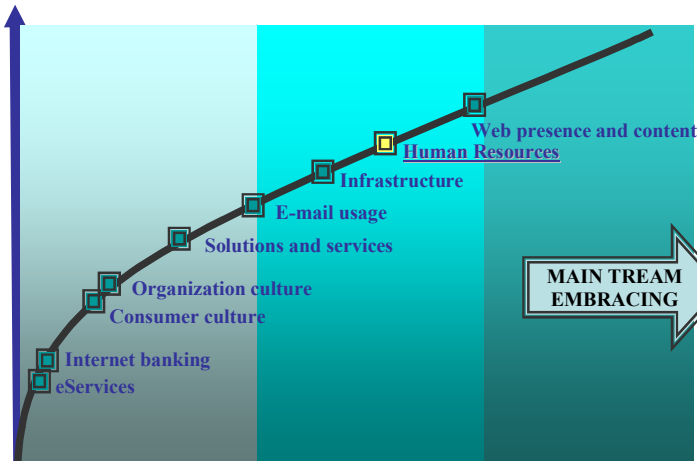 Web presence and content
Human Resources
Infrastructure
E-mail usage
Solutions and services
Organization culture
Consumer culture
Internet banking
eServices
MAIN TREAM
EMBRACING